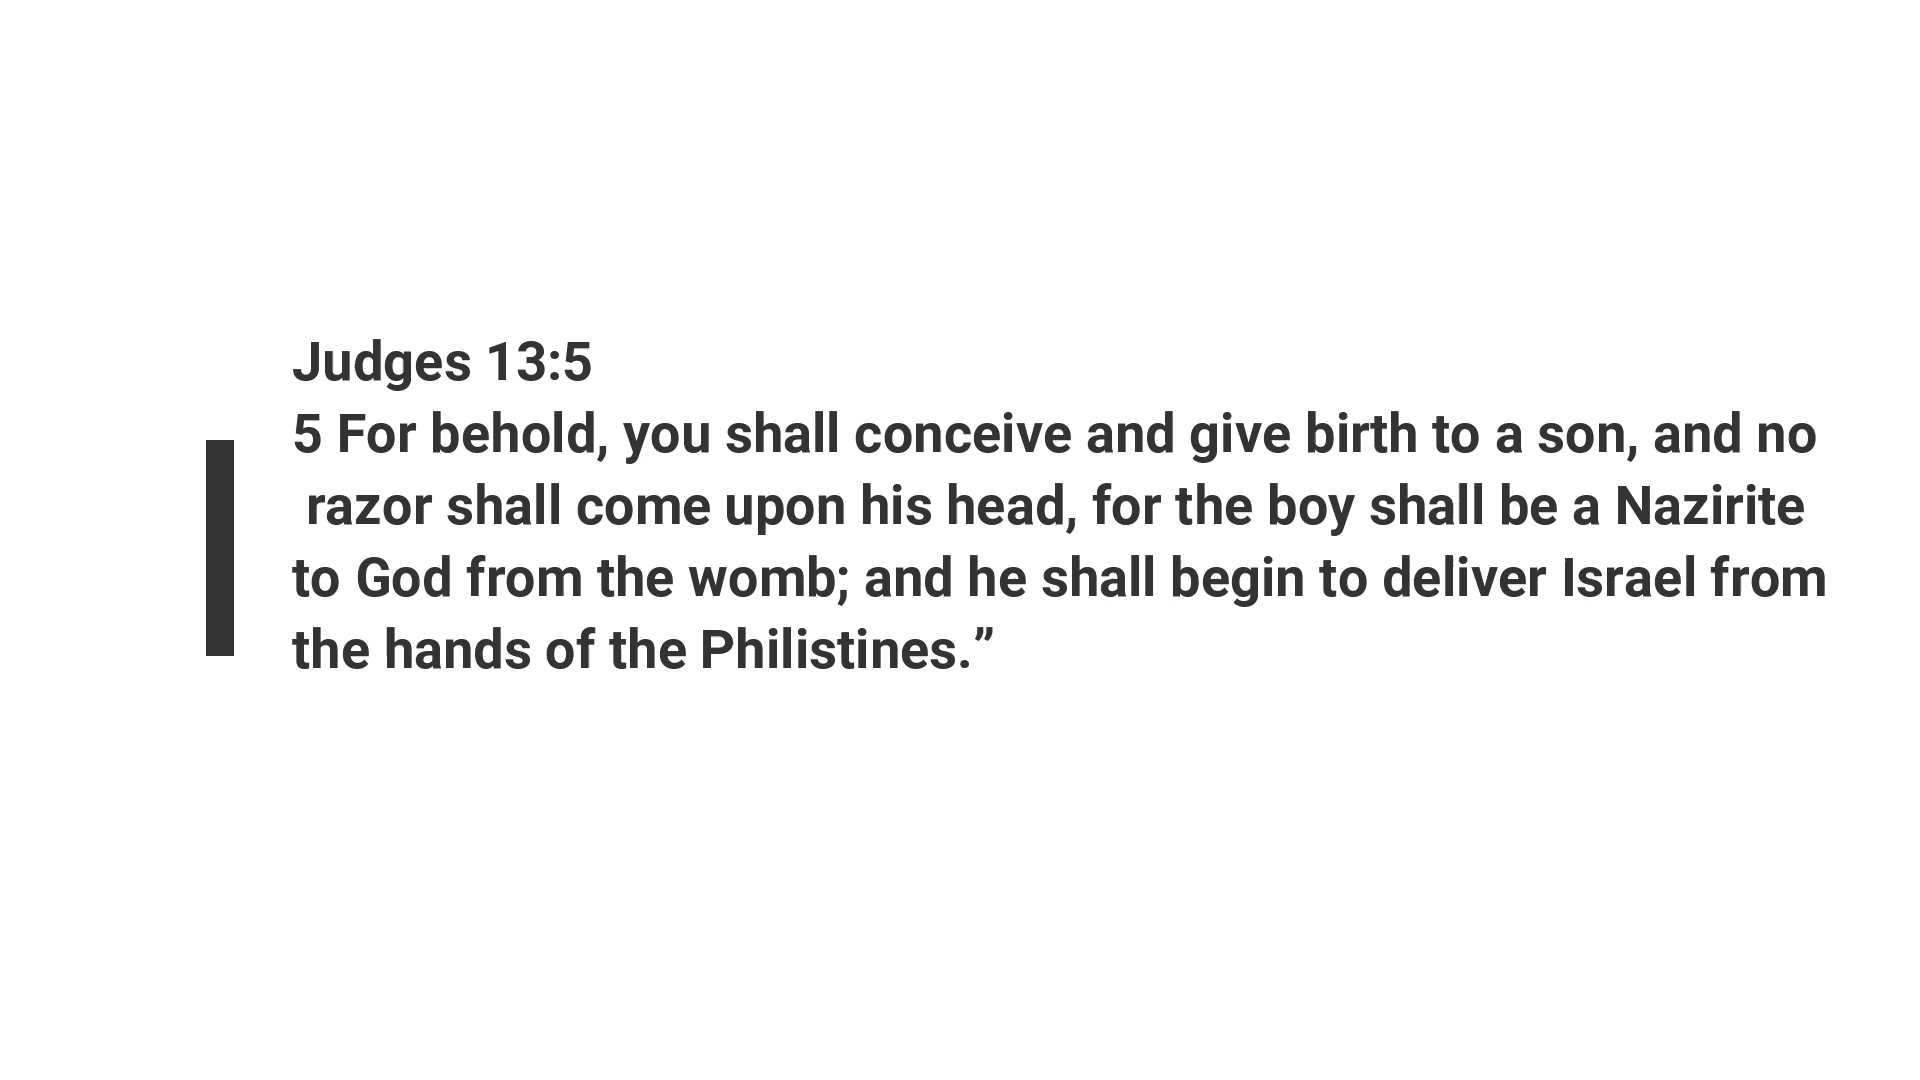 Judges 13:5
5 For behold, you shall conceive and give birth to a son, and no
razor shall come upon his head, for the boy shall be a Nazirite
to God from the womb; and he shall begin to deliver Israel from
the hands of the Philistines.”